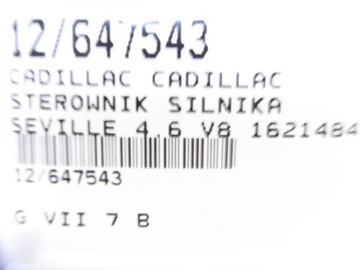 12/647543
CADILLAC CADILLAC
STEROWNIK SILNIKA
SEVILLE 4.6 V8 1621484
12/647543
G VII 7 B